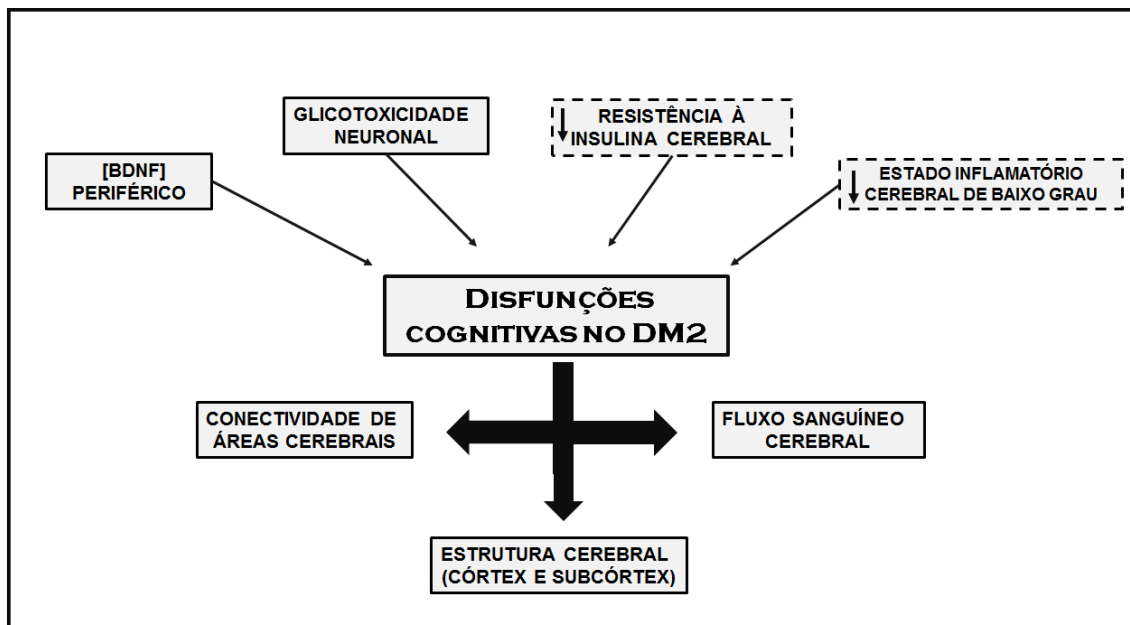 GLICOTOXICIDADE
NEURONAL
RESISTÊNCIA À
INSULINA CEREBRAL
[BDNF]
PERIFÉRICO
ESTADO INFLAMATÓRIO
CEREBRAL DE BAIXO GRAU
DISFUNÇÕES
COGNITIVAS NO DM2
CONECTIVIDADE DE
ÁREAS CEREBRAIS
FLUXO SANGUÍNEO
CEREBRAL
ESTRUTURA CEREBRAL
(CÓRTEX E SUBCÓRTEX)